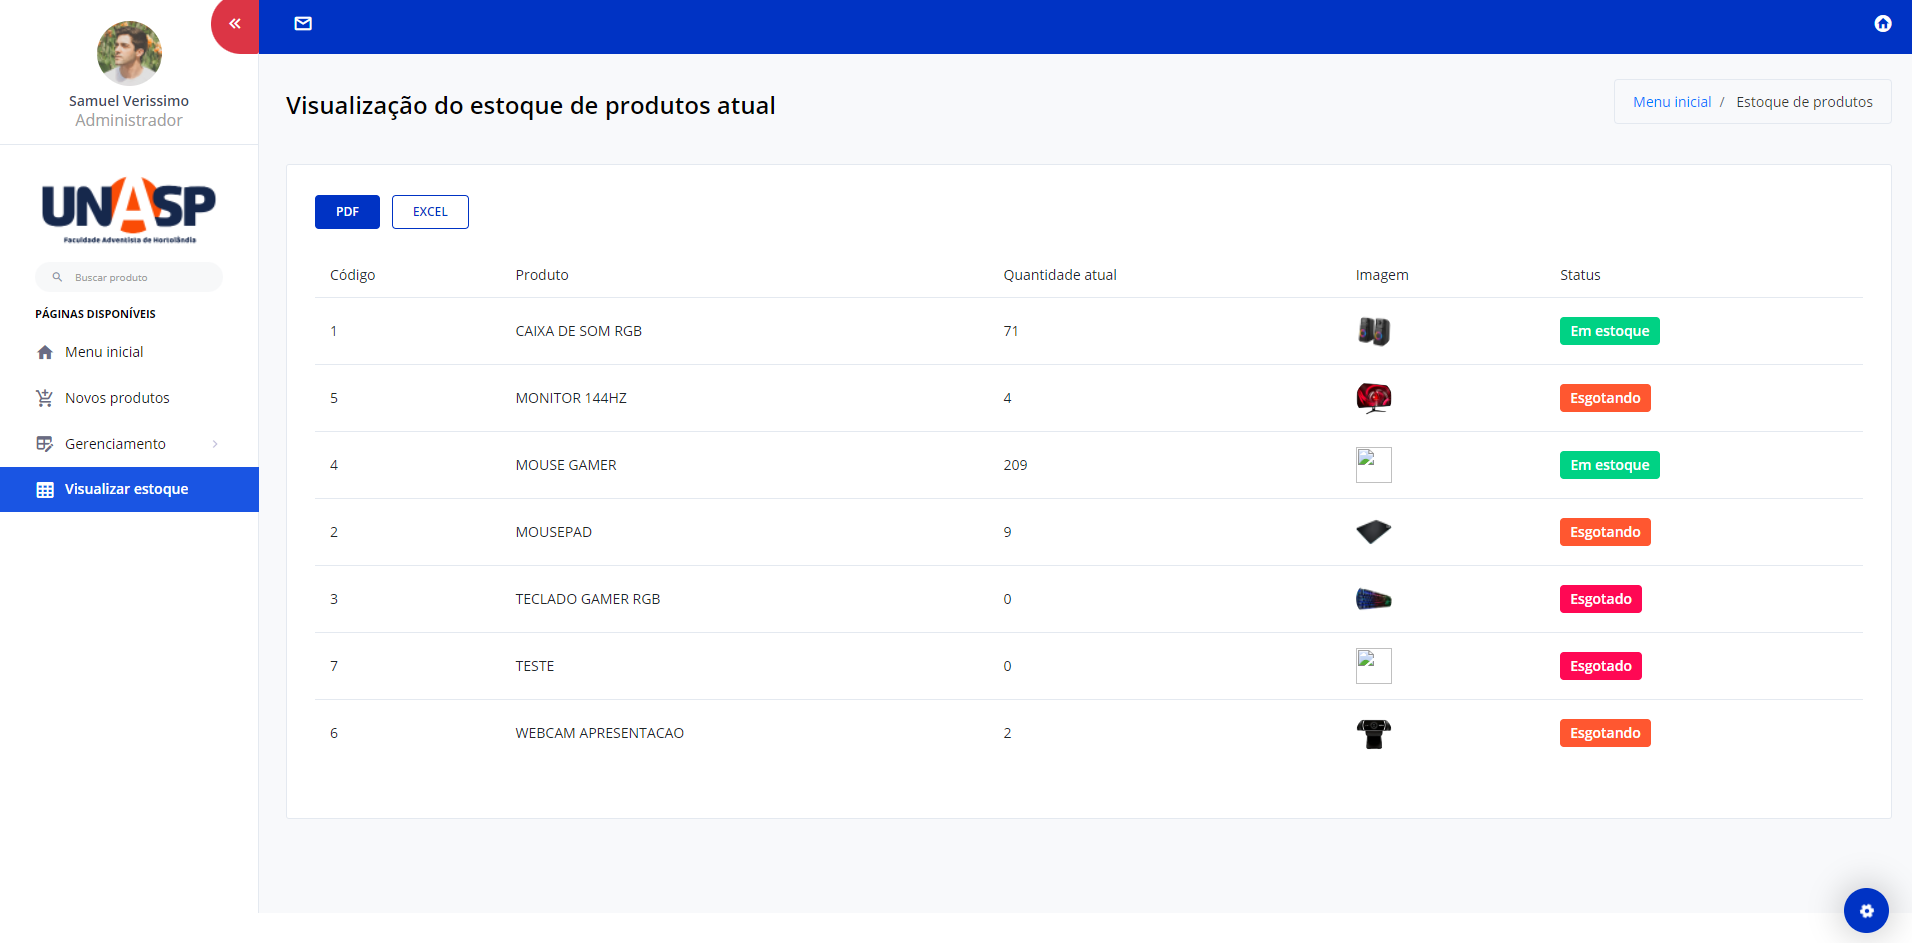 Samuel Verissimo
Administrador
UNASP
Faculdade Adventista de Hortolândia
Buscar produto
PÁGINAS DISPONÍVEIS
Menu inicial
Novos produtos
Gerenciamento
Visualizar estoque
Visualização do estoque de produtos atual
Menu inicial / Estoque de produtos
PDF EXCEL
Código Produto Quantidade atual Imagem Status
1 CAIXA DE SOM RGB 71 Em estoque
5 MONITOR 144HZ 4 Esgotando
4 MOUSE GAMER 209 Em estoque
2 MOUSEPAD 9 Esgotando
3 TECLADO GAMER RGB 0 Esgotado
7 TESTE 0 Esgotado
6 WEBCAM APRESENTACAO 2 Esgotando